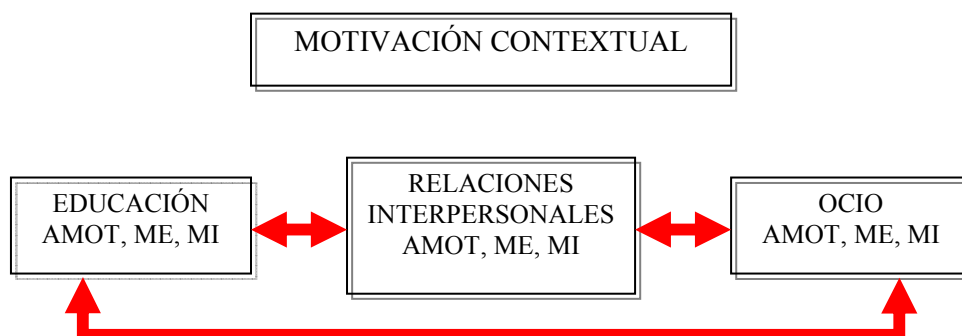 MOTIVACIÓN CONTEXTUAL
EDUCACIÓN
AMOT, ME, MI
RELACIONES
INTERPERSONALES
AMOT, ME, MI
OCIO
AMOT, ME, MI